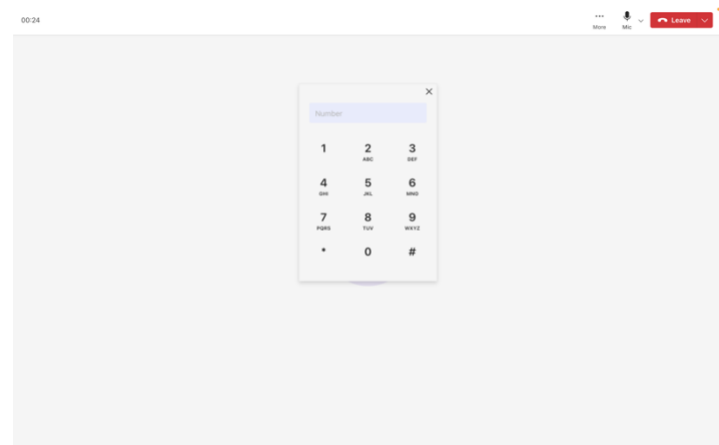 00:24
More
Mic
Leave
Number
1 2 3
ABC DEF
4 5 6
GHI JKL MNO
7 8 9
PQRS TUV WXYZ
* 0 #